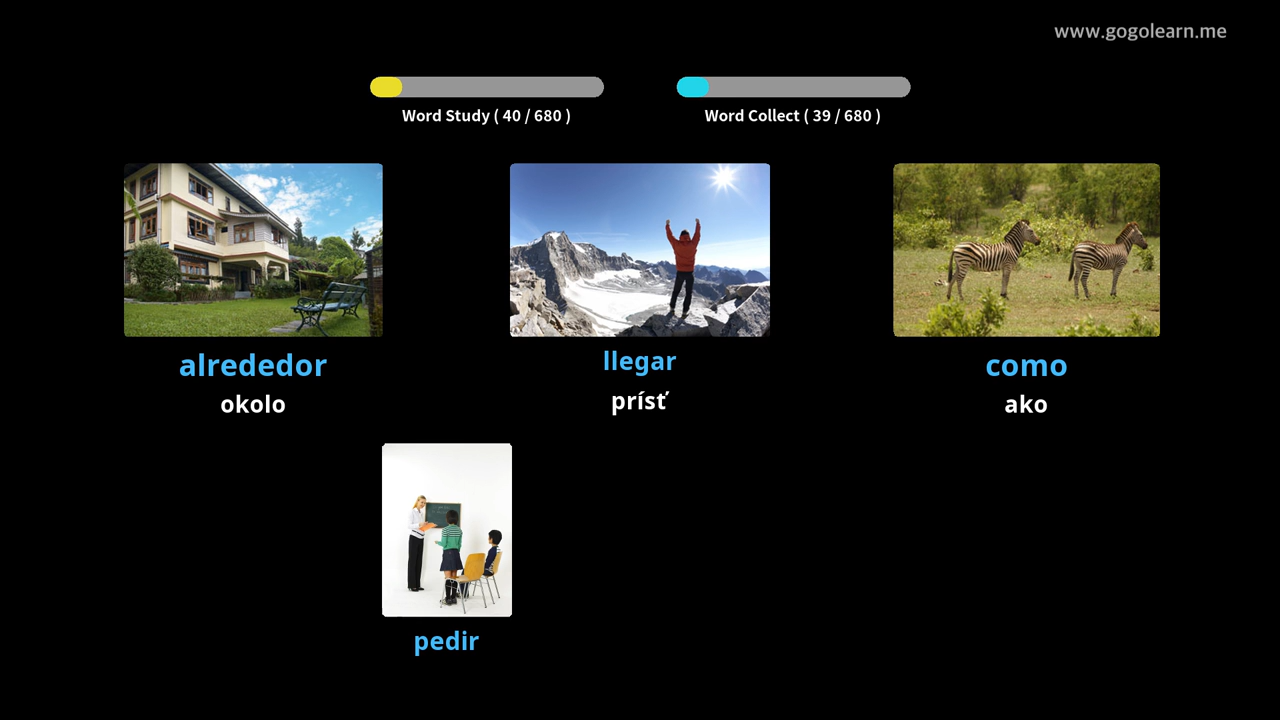 www.gogolearn.me
Word Study ( 40 / 680 )
Word Collect ( 39 / 680 )
alrededor
llegar
como
okolo
prísť
ako
pedir